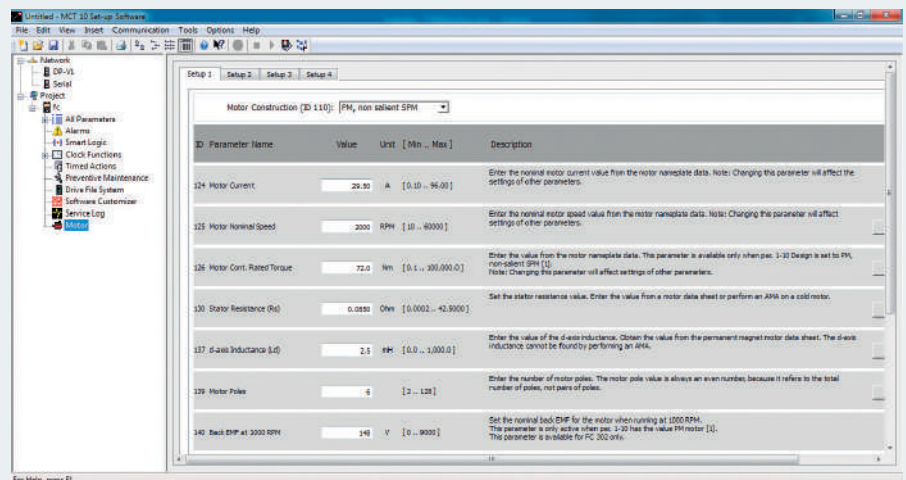 Untitled - MCT 10 Set-up Software
File Edit View Insert Communication Tools Options Help
Network
DP-V1
Serial
Project
fc
All Parameters
Alarms
Smart Logic
Clock Functions
Timed Actions
Preventive Maintenance
Drive File System
Software Customizer
Service Log
Motor
Setup 1 Setup 2 Setup 3 Setup 4
Motor Construction (ID 110): PM, non salient SPM
ID Parameter Name Value Unit [ Min .. Max ] Description
124 Motor Current 29.50 A [ 0.10 .. 96.00 ] Enter the nominal motor current value from the motor nameplate data. Note: Changing this parameter will affect the
settings of other parameters.
125 Motor Nominal Speed 2000 RPM [ 10 .. 60000 ] Enter the nominal motor speed value from the motor nameplate data. Note: Changing this parameter will affect
settings of other parameters.
126 Motor Cont. Rated Torque 72.0 Nm [ 0.1 .. 100,000.0 ] Enter the value from the motor nameplate data. This parameter is available only when par. 1-10 Design is set to PM,
non-salient SPM [1].
Note: Changing this parameter will affect settings of other parameters.
130 Stator Resistance (Rs) 0.0550 Ohm [ 0.0002 .. 42.5000 ] Set the stator resistance value. Enter the value from a motor data sheet or perform an AMA on a cold motor.
137 d-axis Inductance (Ld) 2.5 mH [ 0.0 .. 1,000.0 ] Enter the value of the d-axis inductance. Obtain the value from the permanent magnet motor data sheet. The d-axis
inductance cannot be found by performing an AMA.
139 Motor Poles 6 [ 2 .. 128 ] Enter the number of motor poles. The motor pole value is always an even number, because it refers to the total
number of poles, not pairs of poles.
140 Back EMF at 1000 RPM 148 V [ 0 .. 9000 ] Set the nominal back EMF for the motor when running at 1000 RPM.
This parameter is only active when par. 1-10 has the value PM motor [1].
This parameter is available for FC 302 only.
For Help, press F1